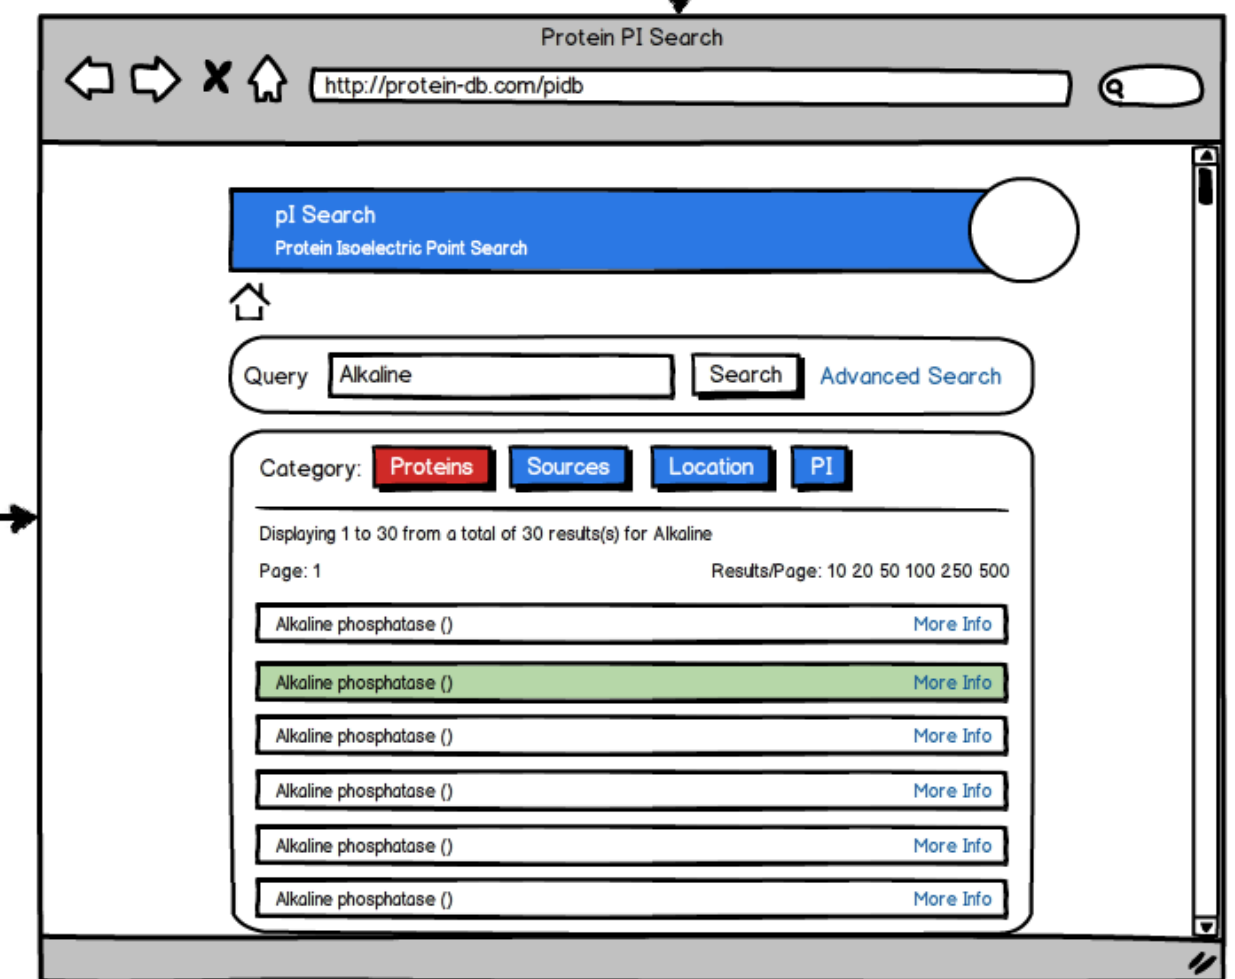 Protein PI Search
http://protein-db.com/pidb
pI Search
Protein Isoelectric Point Search
Query Alkaline Search Advanced Search
Category: Proteins Sources Location PI
Displaying 1 to 30 from a total of 30 results(s) for Alkaline
Page: 1 Results/Page: 10 20 50 100 250 500
Alkaline phosphatase () More Info
Alkaline phosphatase () More Info
Alkaline phosphatase () More Info
Alkaline phosphatase () More Info
Alkaline phosphatase () More Info
Alkaline phosphatase () More Info